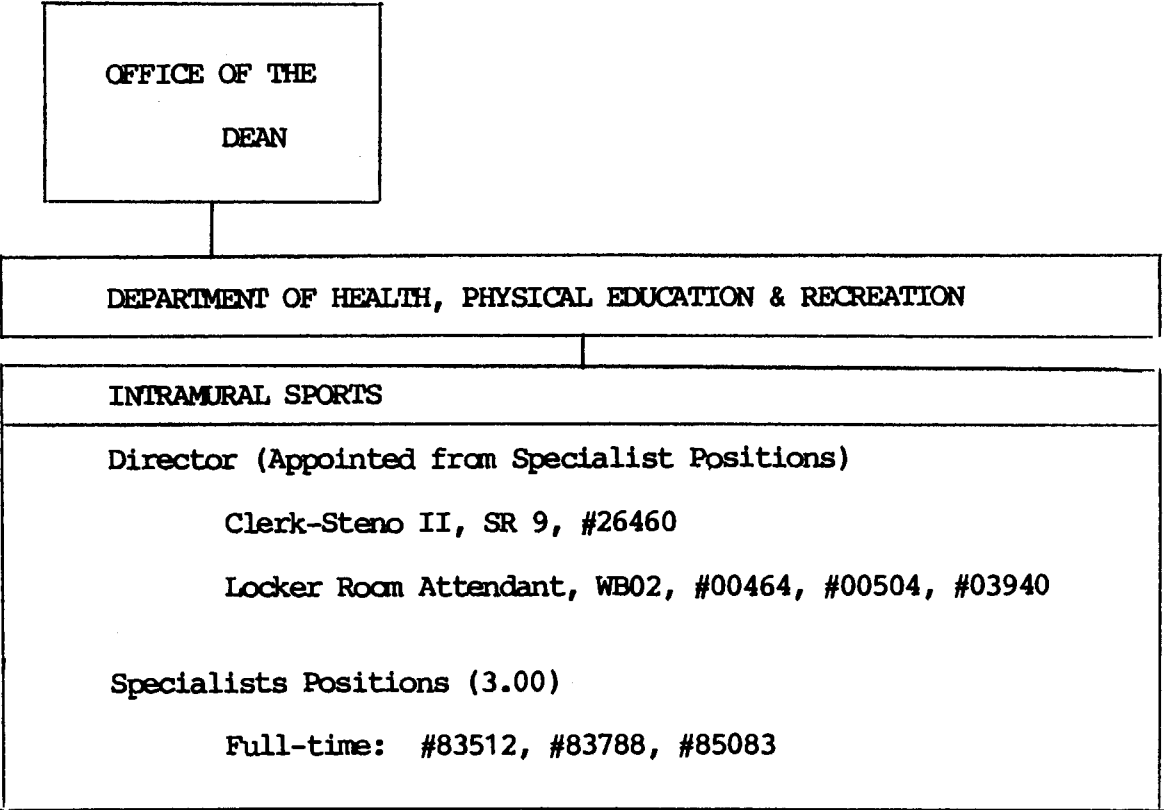 OFFICE OF THE
DEAN
DEPARTMENT OF HEALTH, PHYSICAL EDUCATION & RECREATION
INTRAMURAL SPORTS
Director (Appointed from Specialist Positions)
Clerk-Steno II, SR 9, #26460
Locker Room Attendant, WB02, #00464, #00504, #03940
Specialists Positions (3.00)
Full-time: #83512, #83788, #85083